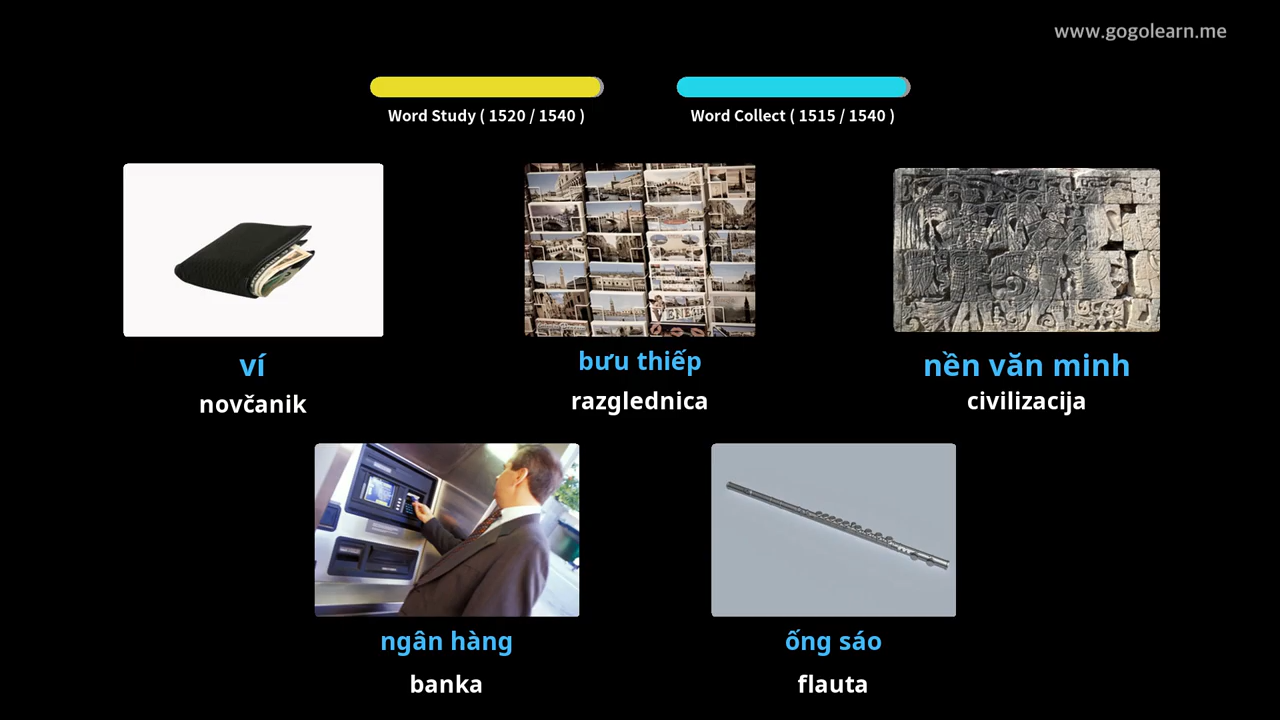 www.gogolearn.me
Word Study ( 1520 / 1540 )
Word Collect ( 1515 / 1540 )
ví
novčanik
bưu thiếp
razglednica
nền văn minh
civilizacija
ngân hàng
banka
ống sáo
flauta